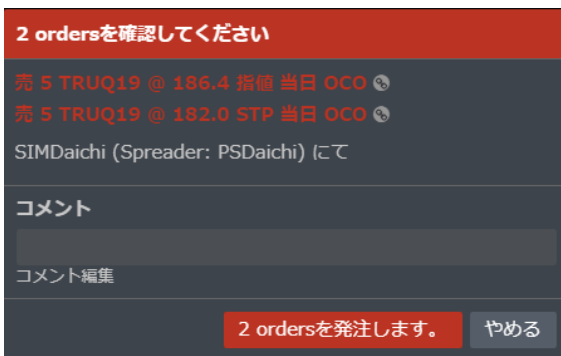 2 ordersを確認してください
売 5 TRUQ19 @ 186.4 指値 当日 OCO
売 5 TRUQ19 @ 182.0 STP 当日 OCO
SIMDaichi (Spreader: PSDaichi) にて
コメント
コメント編集
2 ordersを発注します。 やめる